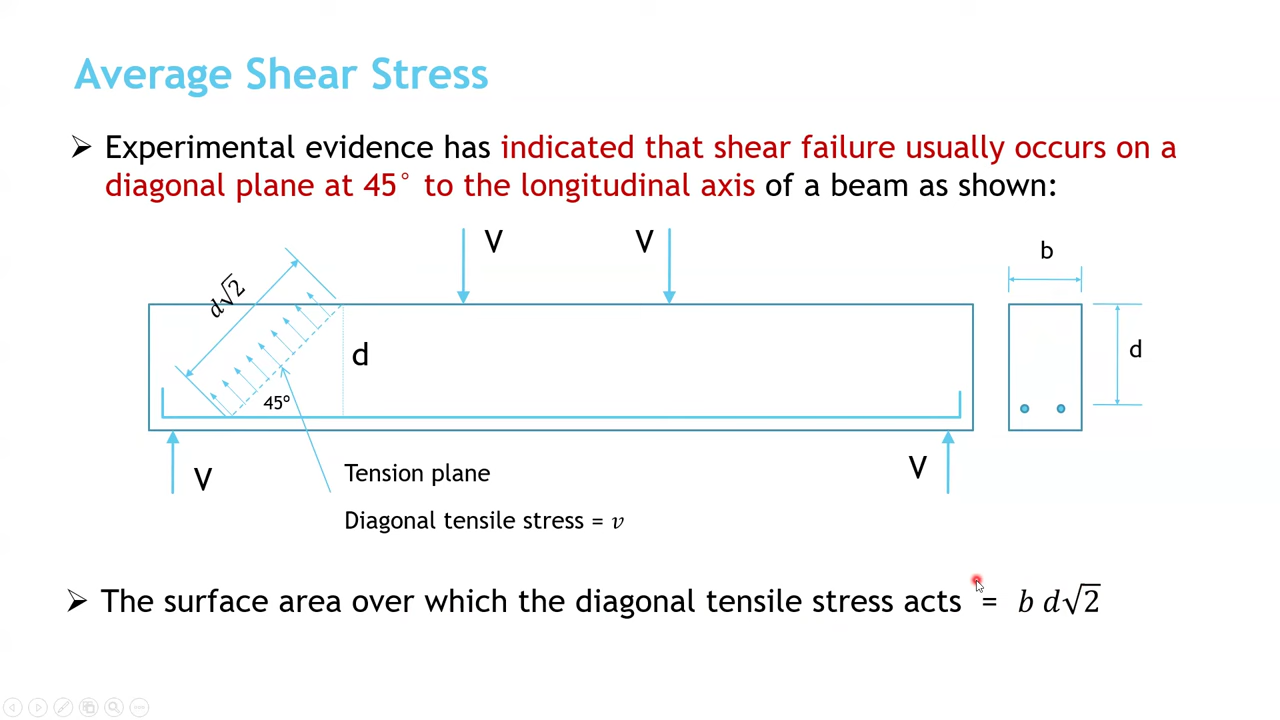 Average Shear Stress
➢ Experimental evidence has indicated that shear failure usually occurs on a
diagonal plane at 45° to the longitudinal axis of a beam as shown:
V
V
b
d√2
d
d
45º
V
V
Tension plane
Diagonal tensile stress = v
➢ The surface area over which the diagonal tensile stress acts = b d√2